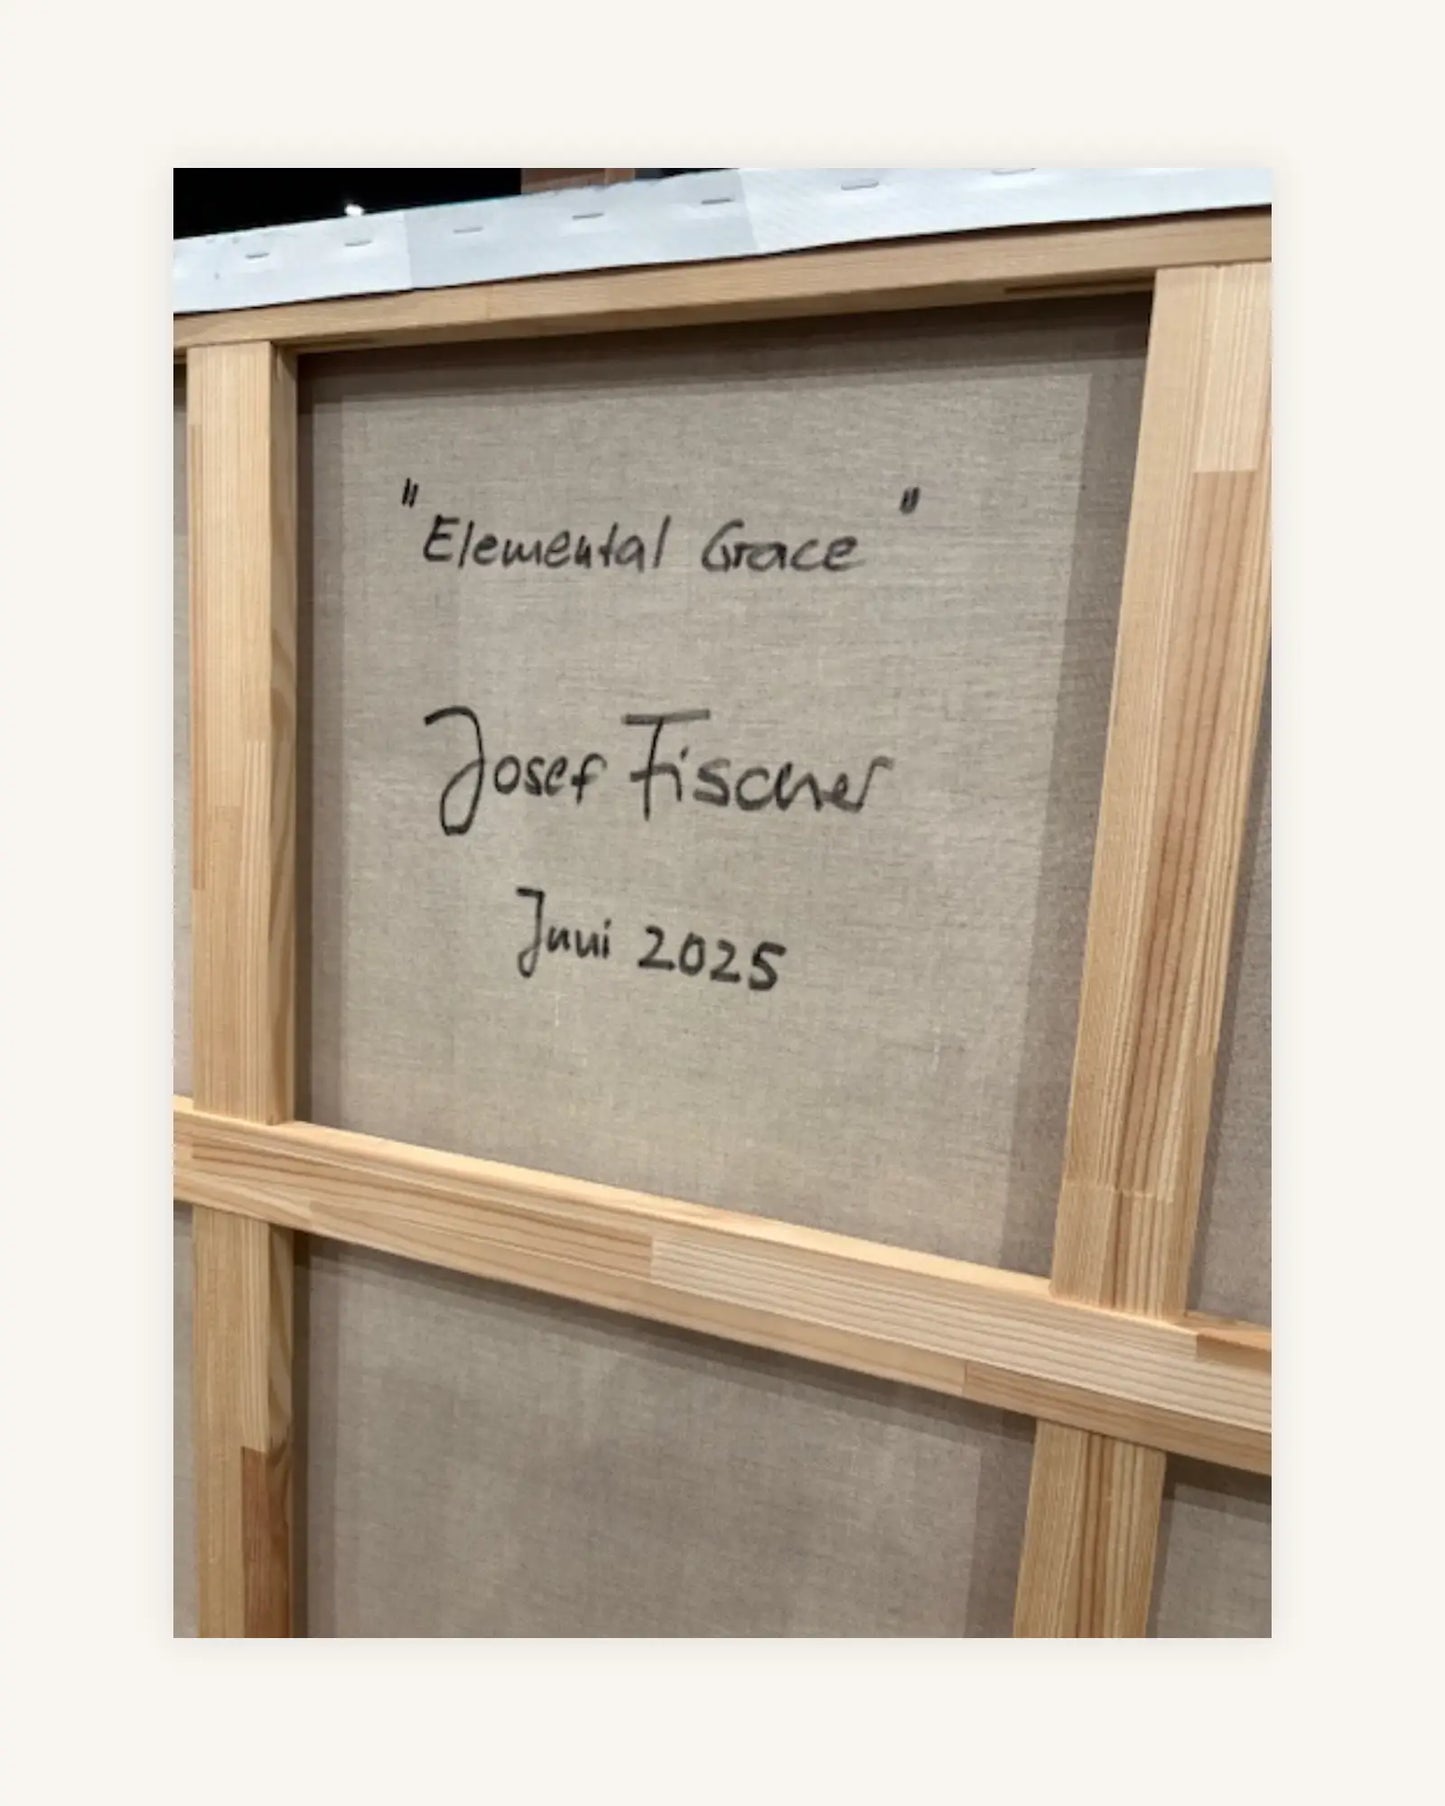 "Elemental Grace"
Josef Fischer
Juni 2025